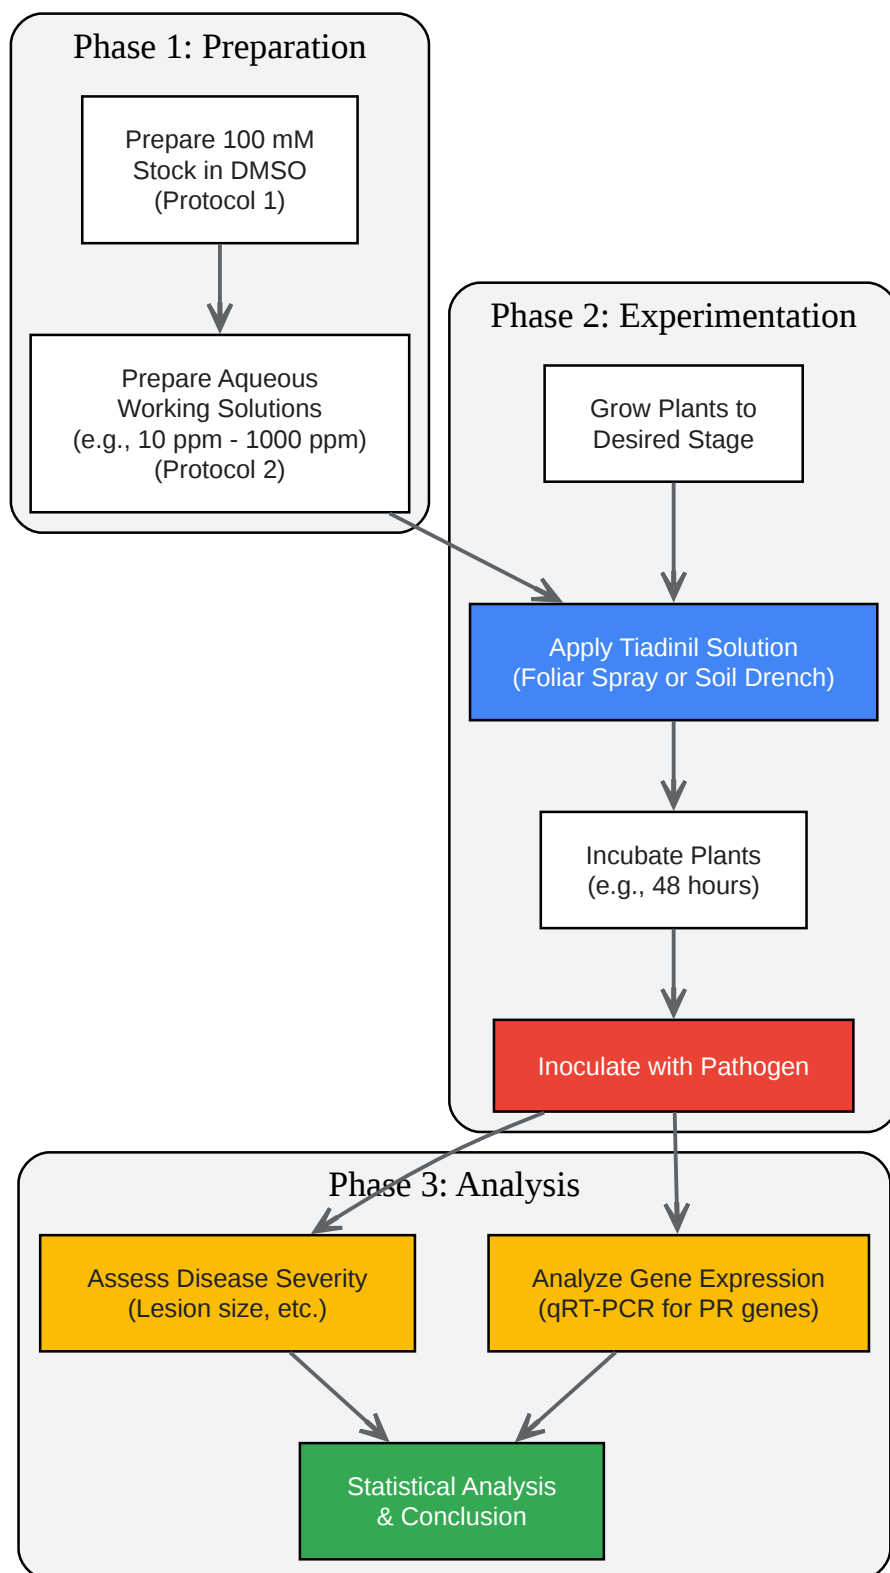 Phase 1: Preparation
Prepare 100 mM
Stock in DMSO
(Protocol 1)
Prepare Aqueous
Working Solutions
(e.g., 10 ppm - 1000 ppm)
(Protocol 2)
Phase 2: Experimentation
Grow Plants to
Desired Stage
Apply Tiadinil Solution
(Foliar Spray or Soil Drench)
Incubate Plants
(e.g., 48 hours)
Inoculate with Pathogen
Phase 3: Analysis
Assess Disease Severity
(Lesion size, etc.)
Analyze Gene Expression
(qRT-PCR for PR genes)
Statistical Analysis
& Conclusion